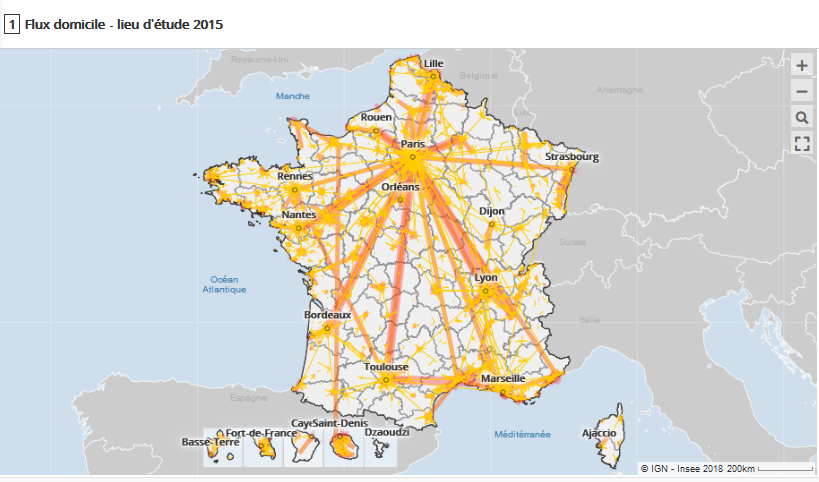 1 Flux domicile - lieu d'étude 2015
Royaume-Uni
Lille
Belgique
Allemagne
Manche
Rouen
Lux
Paris
Strasbourg
Rennes
Orléans
Nantes
Dijon
Suisse
Océan
Atlantique
Lyon
Bordeaux
Italie
Toulouse
Marseille
Espagne
Basse-Terre
Fort-de-France
Caye
Saint-Denis
Dzaoudzi
Méditerranée
Ajaccio
© IGN - Insee 2018 200km